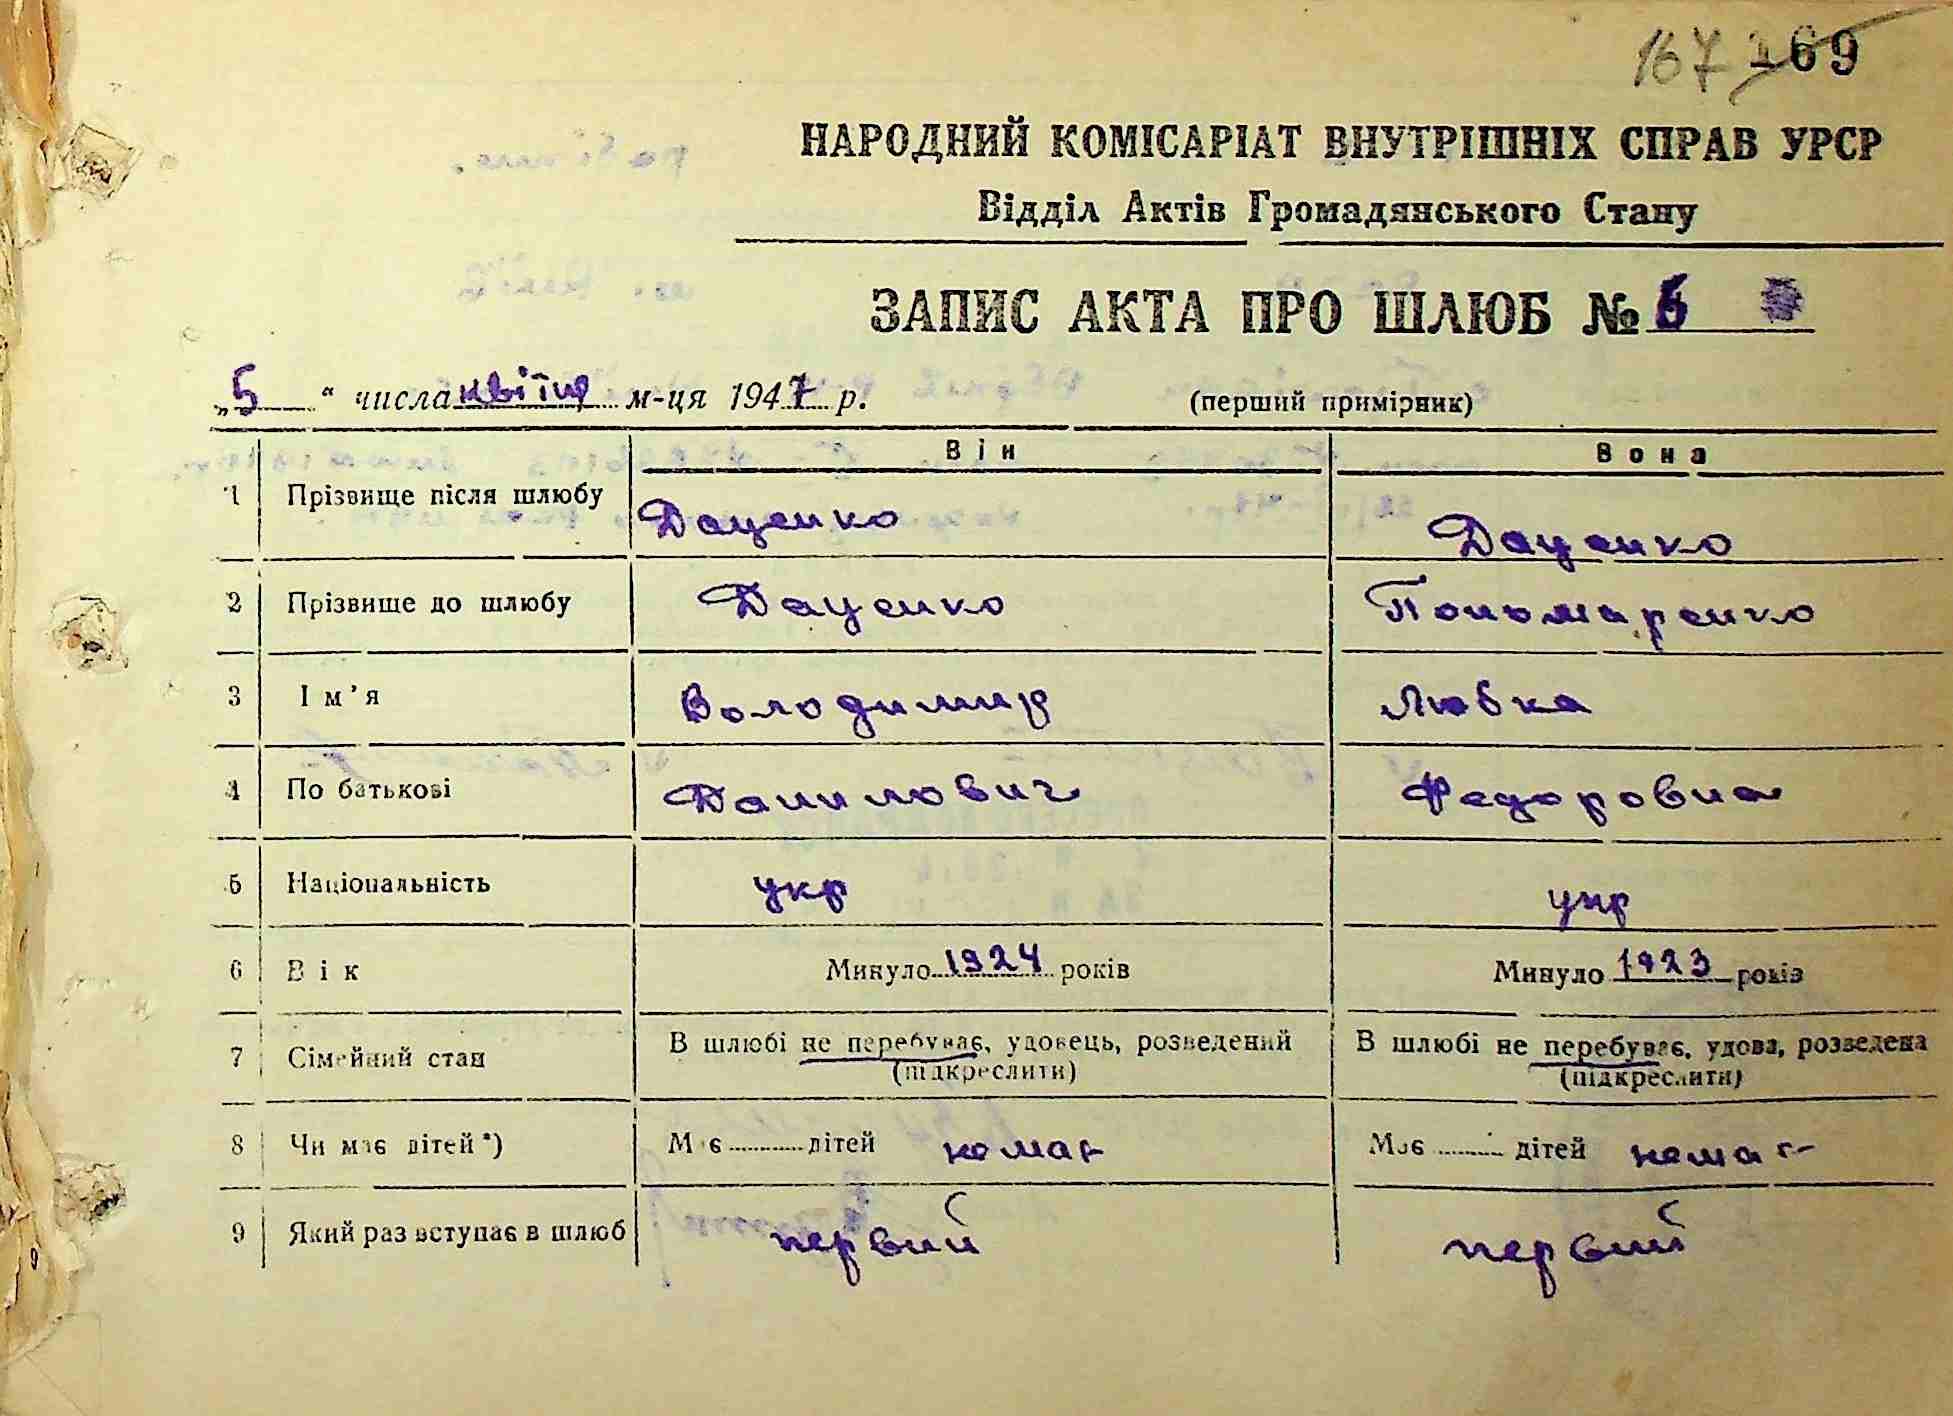 167 169
НАРОДНИЙ КОМІСАРІАТ ВНУТРІШНІХ СПРАВ УРСР
Відділ Актів Громадянського Стану
ЗАПИС АКТА ПРО ШЛЮБ № 6
„5“ числа квітня м-ця 1947 р. (перший примірник)
Він Вона
1 Прізвище після шлюбу Даценко Даценко
2 Прізвище до шлюбу Даценко Пономаренко
3 Ім’я Володимир Любка
4 По батькові Данилович Федоровна
5 Національність укр укр
6 Вік Минуло 1924 років Минуло 1923 років
7 Сімейний стан В шлюбі не перебуває, удовець, розведений В шлюбі не перебуває, удова, розведена
(підкреслити) (підкреслити)
8 Чи має дітей*) Має дітей немає Має дітей немає
9 Який раз вступає в шлюб первий первий
9